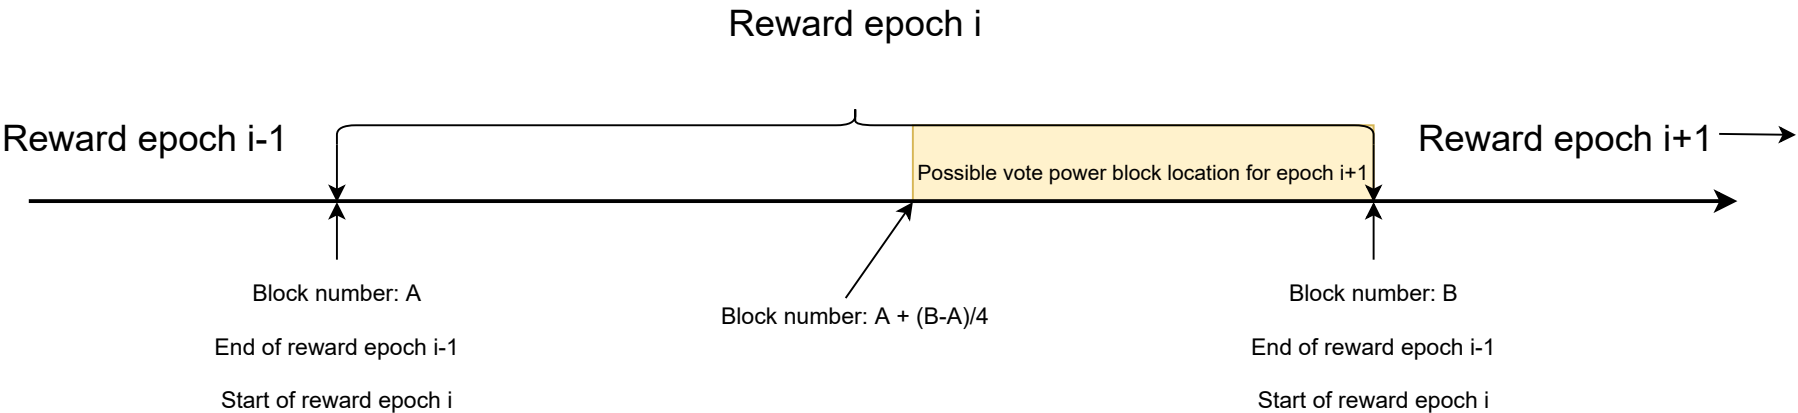 Reward epoch i
Reward epoch i-1
Reward epoch i+1
Possible vote power block location for epoch i+1
Block number: A
End of reward epoch i-1
Start of reward epoch i
Block number: A + (B-A)/4
Block number: B
End of reward epoch i-1
Start of reward epoch i